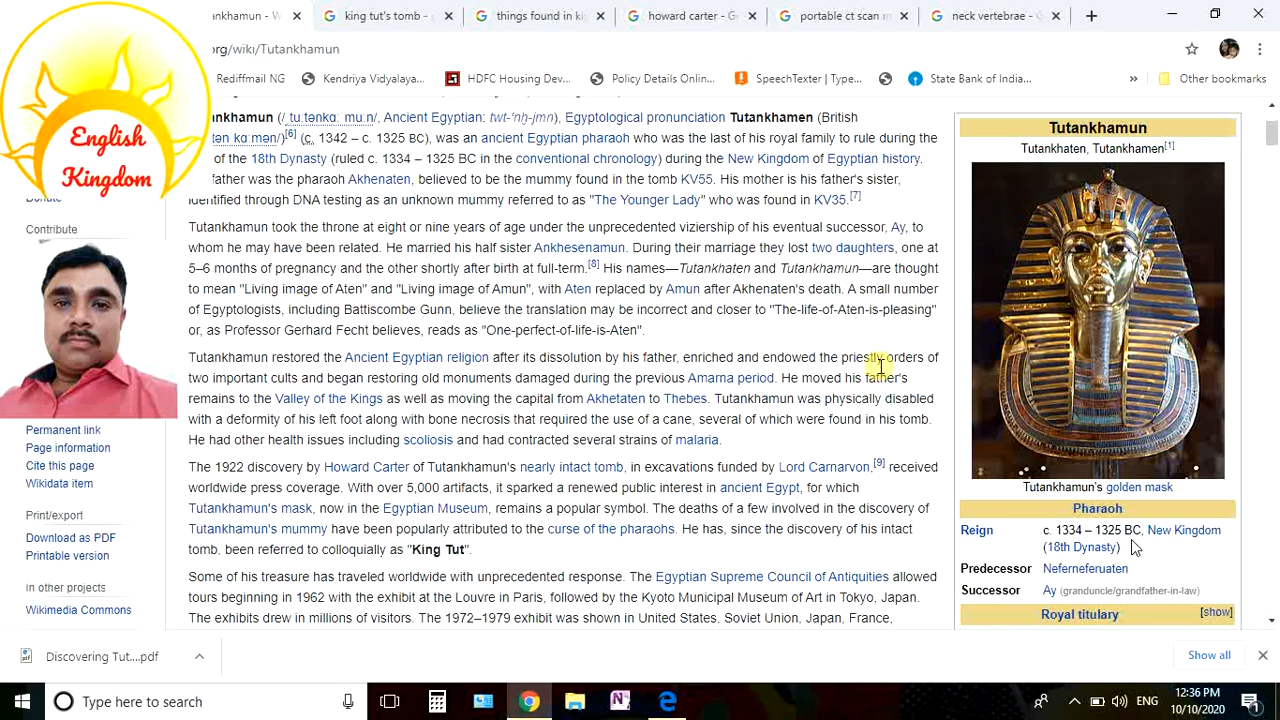 utankhamun - W
king tut's tomb -
things found in ki
howard carter - G
portable ct scan m
neck vertebrae - G
org/wiki/Tutankhamun
Rediffmail NG
Kendriya Vidyalaya...
HDFC Housing Dev...
Policy Details Onlin...
SpeechTexter | Type...
State Bank of India...
»
Other bookmarks
English
Kingdom
tankhamun (/ˌtuːtənkɑːˈmuːn/, Ancient Egyptian: twt-ꜥnḫ-jmn), Egyptological pronunciation Tutankhamen (British
tənˈkɑːmən/)[6] (c. 1342 – c. 1325 BC), was an ancient Egyptian pharaoh who was the last of his royal family to rule during the
of the 18th Dynasty (ruled c. 1334 – 1325 BC in the conventional chronology) during the New Kingdom of Egyptian history.
father was the pharaoh Akhenaten, believed to be the mummy found in the tomb KV55. His mother is his father's sister,
identified through DNA testing as an unknown mummy referred to as "The Younger Lady" who was found in KV35.[7]
Tutankhamun took the throne at eight or nine years of age under the unprecedented viziership of his eventual successor, Ay, to
whom he may have been related. He married his half sister Ankhesenamun. During their marriage they lost two daughters, one at
5–6 months of pregnancy and the other shortly after birth at full-term.[8] His names—Tutankhaten and Tutankhamun—are thought
to mean "Living image of Aten" and "Living image of Amun", with Aten replaced by Amun after Akhenaten's death. A small number
of Egyptologists, including Battiscombe Gunn, believe the translation may be incorrect and closer to "The-life-of-Aten-is-pleasing"
or, as Professor Gerhard Fecht believes, reads as "One-perfect-of-life-is-Aten".
Tutankhamun restored the Ancient Egyptian religion after its dissolution by his father, enriched and endowed the priestly orders of
two important cults and began restoring old monuments damaged during the previous Amarna period. He moved his father's
remains to the Valley of the Kings as well as moving the capital from Akhetaten to Thebes. Tutankhamun was physically disabled
with a deformity of his left foot along with bone necrosis that required the use of a cane, several of which were found in his tomb.
He had other health issues including scoliosis and had contracted several strains of malaria.
The 1922 discovery by Howard Carter of Tutankhamun's nearly intact tomb, in excavations funded by Lord Carnarvon,[9] received
worldwide press coverage. With over 5,000 artifacts, it sparked a renewed public interest in ancient Egypt, for which
Tutankhamun's mask, now in the Egyptian Museum, remains a popular symbol. The deaths of a few involved in the discovery of
Tutankhamun's mummy have been popularly attributed to the curse of the pharaohs. He has, since the discovery of his intact
tomb, been referred to colloquially as "King Tut".
Some of his treasure has traveled worldwide with unprecedented response. The Egyptian Supreme Council of Antiquities allowed
tours beginning in 1962 with the exhibit at the Louvre in Paris, followed by the Kyoto Municipal Museum of Art in Tokyo, Japan.
The exhibits drew in millions of visitors. The 1972–1979 exhibit was shown in United States, Soviet Union, Japan, France,
Donate
Contribute
Permanent link
Page information
Cite this page
Wikidata item
Print/export
Download as PDF
Printable version
In other projects
Wikimedia Commons
Tutankhamun
Tutankhaten, Tutankhamen[1]
Tutankhamun's golden mask
Pharaoh
Reign c. 1334 – 1325 BC, New Kingdom
(18th Dynasty)
Predecessor Neferneferuaten
Successor Ay (granduncle/grandfather-in-law)
Royal titulary [show]
Discovering Tut....pdf
Show all
Type here to search
ENG
12:36 PM
10/10/2020
1